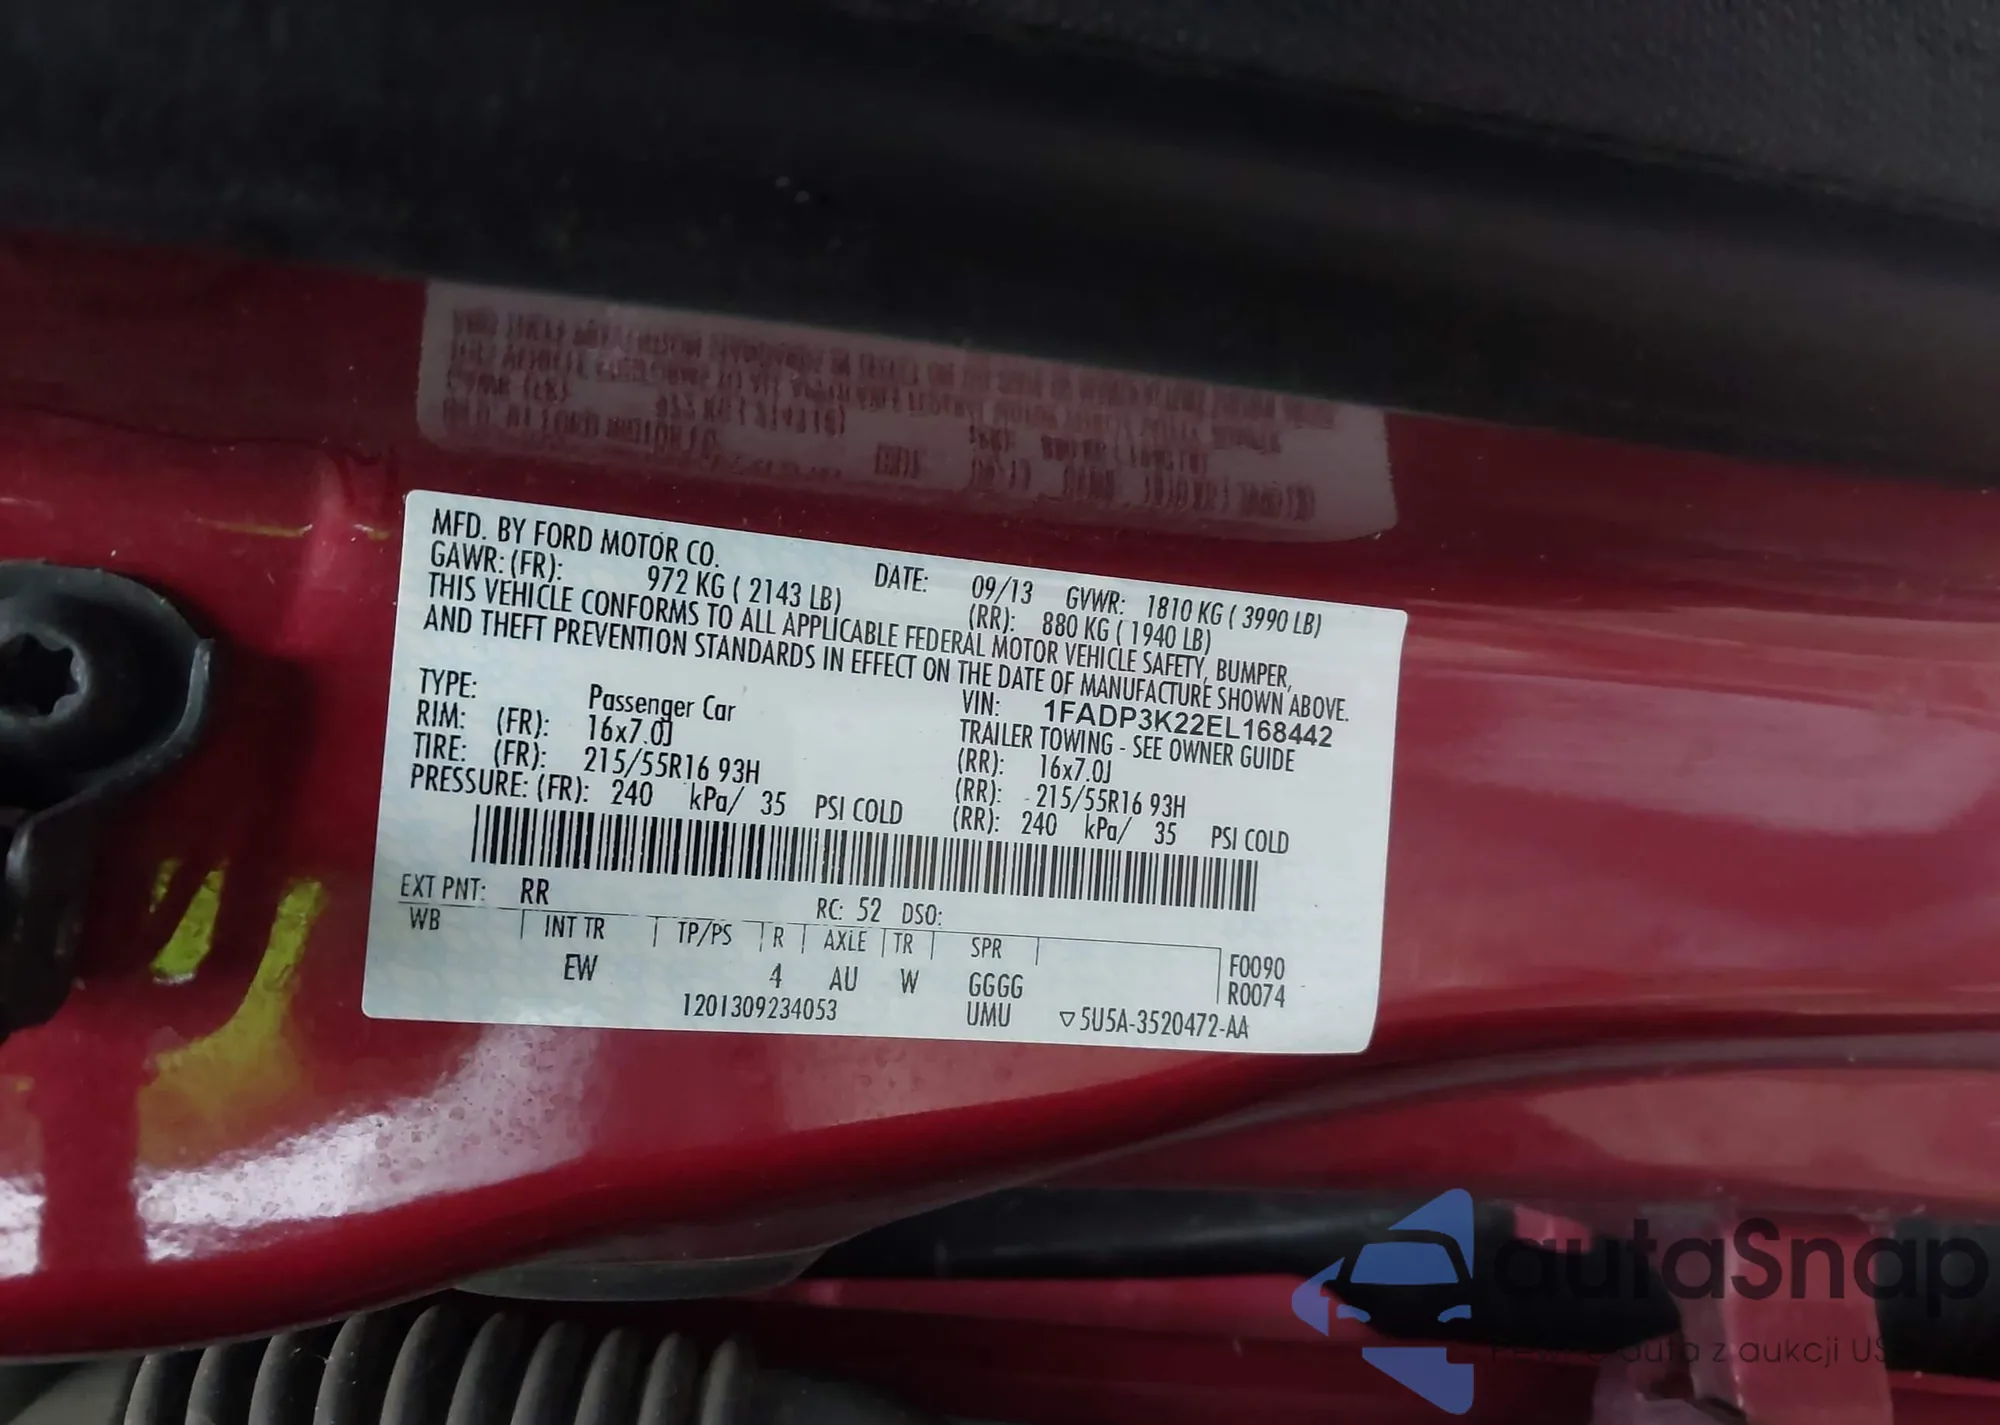 MFD. BY FORD MOTOR CO.
DATE: 09/13 GVWR: 1810 KG ( 3990 LB)
GAWR: (FR): 972 KG ( 2143 LB) (RR): 880 KG ( 1940 LB)
THIS VEHICLE CONFORMS TO ALL APPLICABLE FEDERAL MOTOR VEHICLE SAFETY, BUMPER,
AND THEFT PREVENTION STANDARDS IN EFFECT ON THE DATE OF MANUFACTURE SHOWN ABOVE.
VIN: 1FADP3K22EL168442
TYPE: Passenger Car TRAILER TOWING - SEE OWNER GUIDE
RIM: (FR): 16x7.0J (RR): 16x7.0J
TIRE: (FR): 215/55R16 93H (RR): 215/55R16 93H
PRESSURE: (FR): 240 kPa/ 35 PSI COLD (RR): 240 kPa/ 35 PSI COLD
EXT PNT: RR RC: 52 DSO:
WB INT TR TP/PS R AXLE TR SPR
EW 4 AU W GGGG F0090
R0074
1201309234053 UMU ▽5U5A-3520472-AA
autaSnap
auta z aukcji